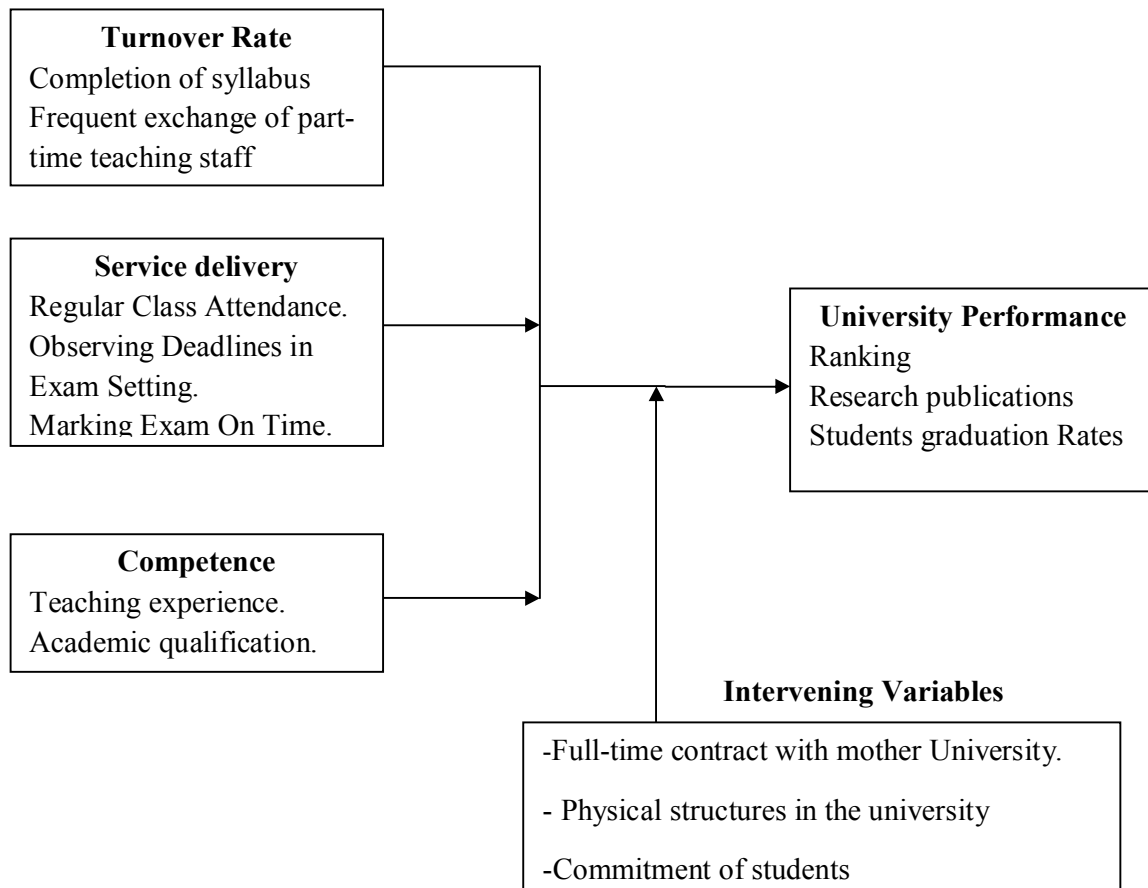 Turnover Rate
Completion of syllabus
Frequent exchange of part-
time teaching staff
Service delivery
Regular Class Attendance.
Observing Deadlines in
Exam Setting.
Marking Exam On Time.
Competence
Teaching experience.
Academic qualification.
University Performance
Ranking
Research publications
Students graduation Rates
Intervening Variables
-Full-time contract with mother University.
- Physical structures in the university
-Commitment of students